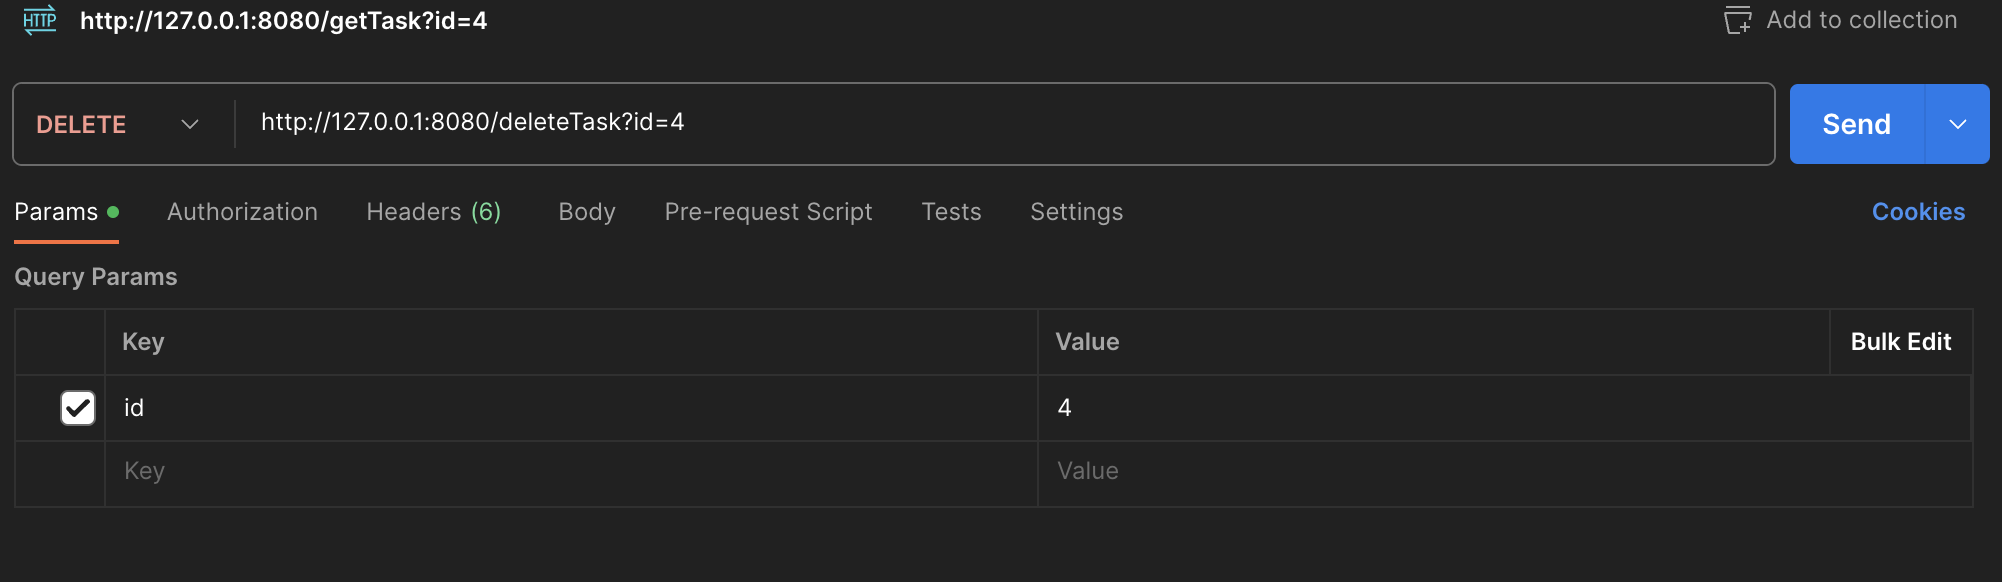 HTTP http://127.0.0.1:8080/getTask?id=4 Add to collection
DELETE http://127.0.0.1:8080/deleteTask?id=4 Send
Params Authorization Headers (6) Body Pre-request Script Tests Settings Cookies
Query Params
Key Value Bulk Edit
id 4
Key Value